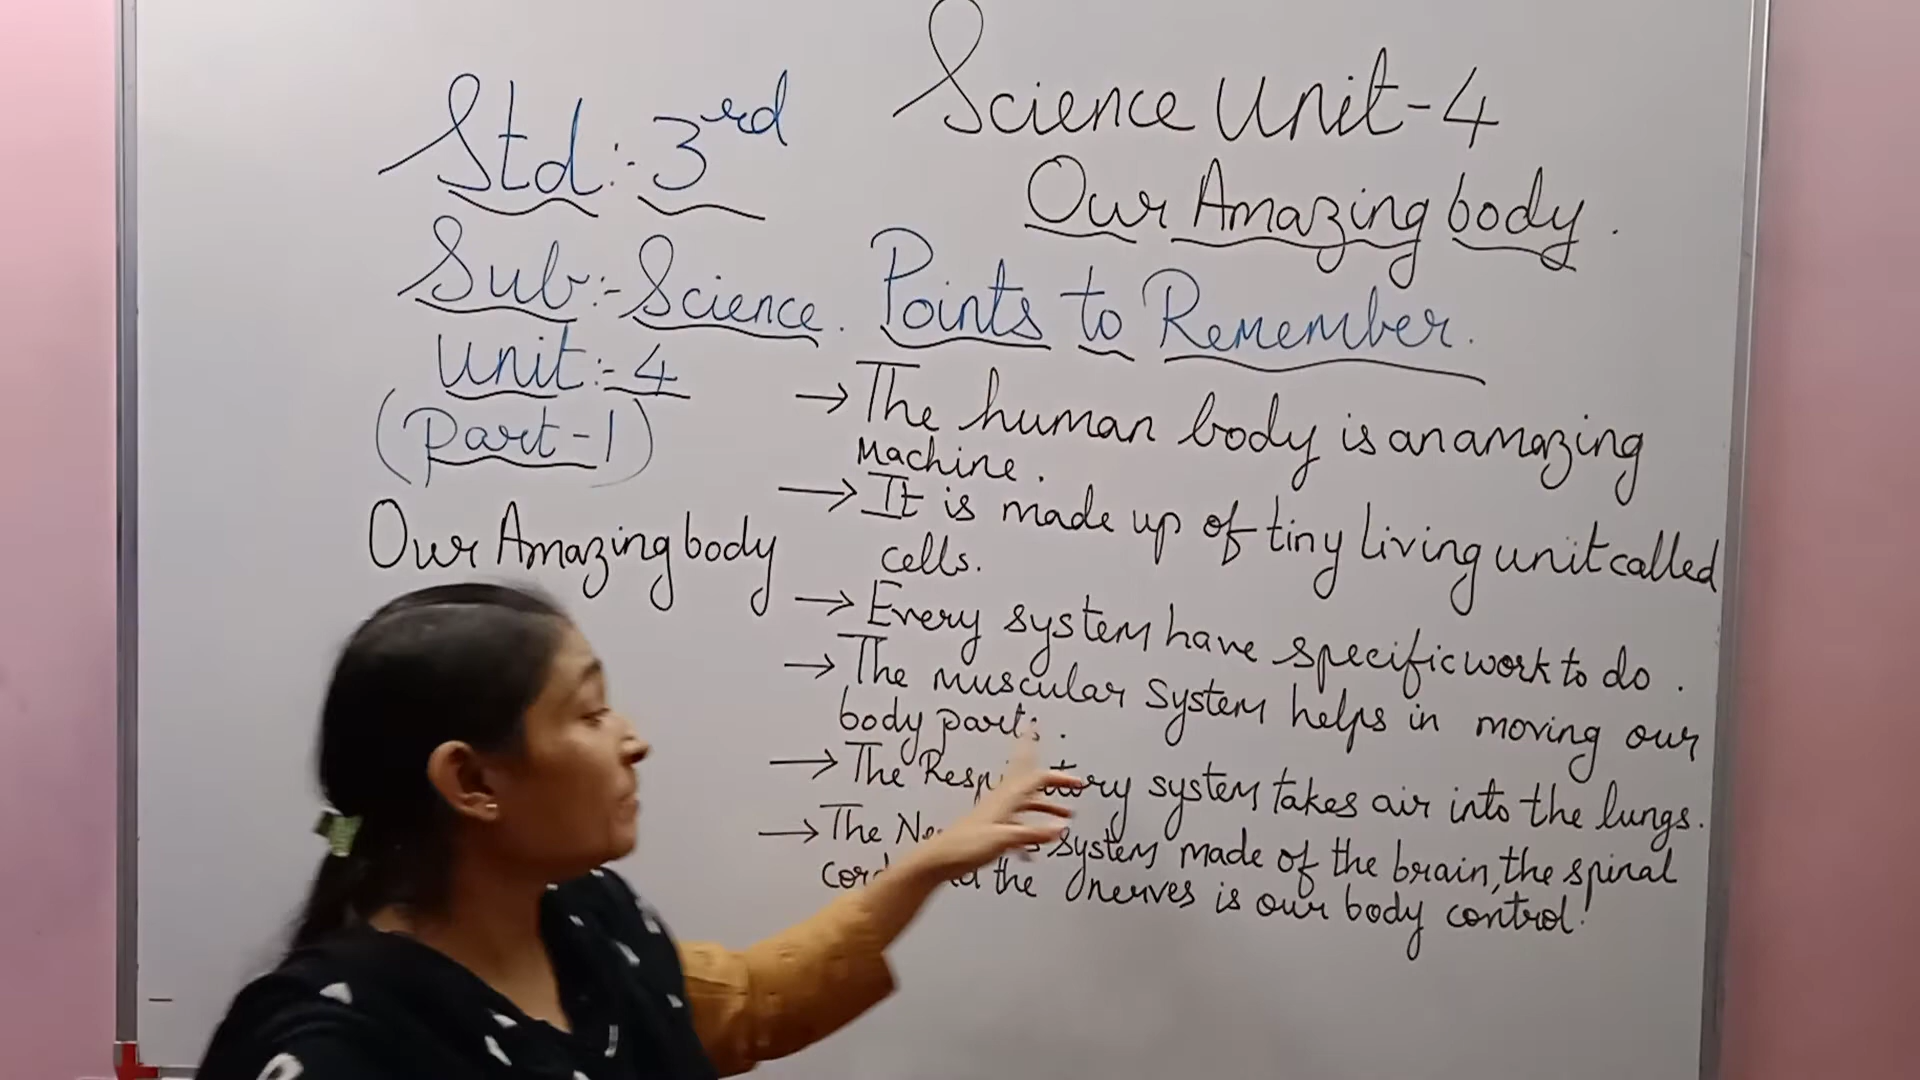 Std:- 3rd
Sub:- Science.
Unit:- 4
(Part-1)
Our Amazing body
Science Unit-4
Our Amazing body.
Points to Remember.
→ The human body is an amazing
Machine.
→ It is made up of tiny living unit called
cells.
→ Every system have specific work to do.
→ The muscular system helps in moving our
body parts.
→ The system takes air into the lungs.
→ The system made of the brain, the spiral
the nerves is our body control!